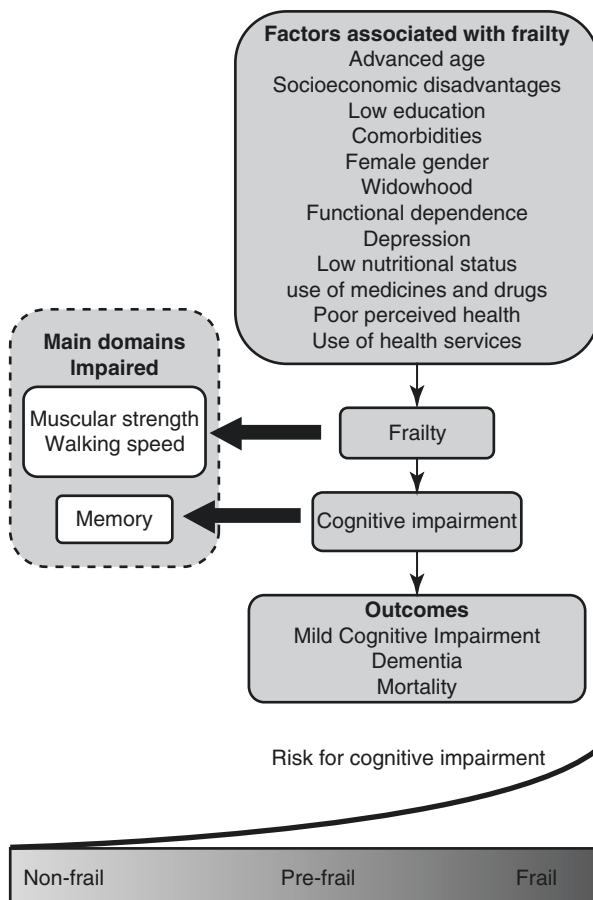 Factors associated with frailty
Advanced age
Socioeconomic disadvantages
Low education
Comorbidities
Female gender
Widowhood
Functional dependence
Depression
Low nutritional status
use of medicines and drugs
Poor perceived health
Use of health services
Main domains
Impaired
Muscular strength
Walking speed
Frailty
Memory
Cognitive impairment
Outcomes
Mild Cognitive Impairment
Dementia
Mortality
Risk for cognitive impairment
Non-frail
Pre-frail
Frail